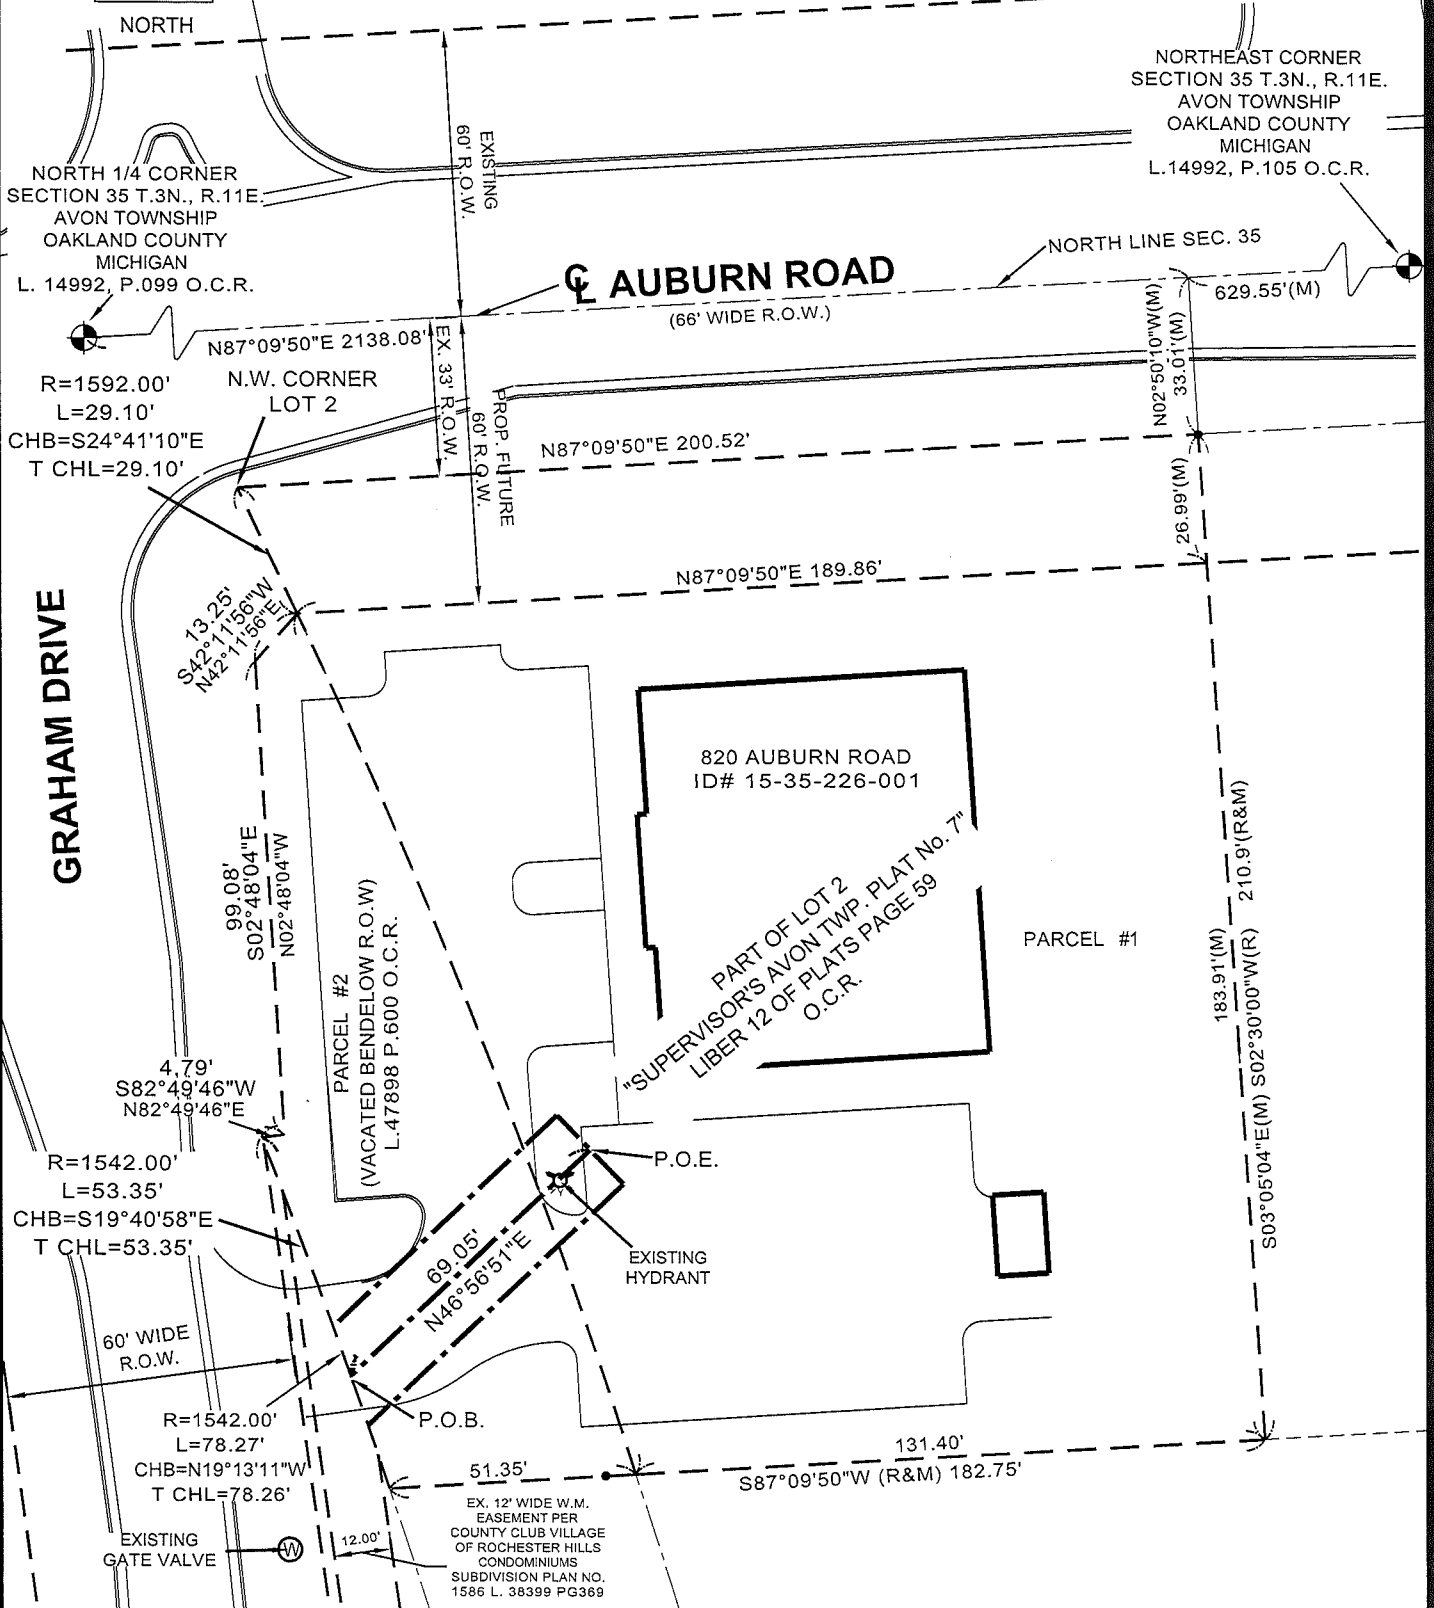 NORTH
NORTHEAST CORNER
SECTION 35 T.3N., R.11E.
AVON TOWNSHIP
OAKLAND COUNTY
MICHIGAN
L.14992, P.105 O.C.R.
EXISTING
60' R.O.W.
NORTH 1/4 CORNER
SECTION 35 T.3N., R.11E.
AVON TOWNSHIP
OAKLAND COUNTY
MICHIGAN
L. 14992, P.099 O.C.R.
NORTH LINE SEC. 35
℄ AUBURN ROAD
(66' WIDE R.O.W.)
629.55'(M)
N87°09'50"E 2138.08'
N02°50'10"W(M)
33.01'(M)
EX. 33' R.O.W.
R=1592.00'
L=29.10'
CHB=S24°41'10"E
T CHL=29.10'
N.W. CORNER
LOT 2
PROP. FUTURE
60' R.O.W.
N87°09'50"E 200.52'
26.99'(M)
N87°09'50"E 189.86'
13.25'
S42°11'56"W
N42°11'56"E
GRAHAM DRIVE
820 AUBURN ROAD
ID# 15-35-226-001
PART OF LOT 2
"SUPERVISOR'S AVON TWP. PLAT No. 7"
LIBER 12 OF PLATS PAGE 59
O.C.R.
PARCEL #1
99.08'
S02°48'04"E
N02°48'04"W
PARCEL #2
(VACATED BENDELOW R.O.W)
L.47898 P.600 O.C.R.
183.91'(M)
210.9'(R&M)
S03°05'04"E(M) S02°30'00"W(R)
4.79'
S82°49'46"W
N82°49'46"E
R=1542.00'
L=53.35'
CHB=S19°40'58"E
T CHL=53.35'
P.O.E.
69.05'
N46°56'51"E
EXISTING
HYDRANT
60' WIDE
R.O.W.
P.O.B.
R=1542.00'
L=78.27'
CHB=N19°13'11"W
T CHL=78.26'
51.35'
131.40'
S87°09'50"W (R&M) 182.75'
EX. 12' WIDE W.M.
EASEMENT PER
COUNTY CLUB VILLAGE
OF ROCHESTER HILLS
CONDOMINIUMS
SUBDIVISION PLAN NO.
1586 L. 38399 PG369
12.00'
EXISTING
GATE VALVE
W